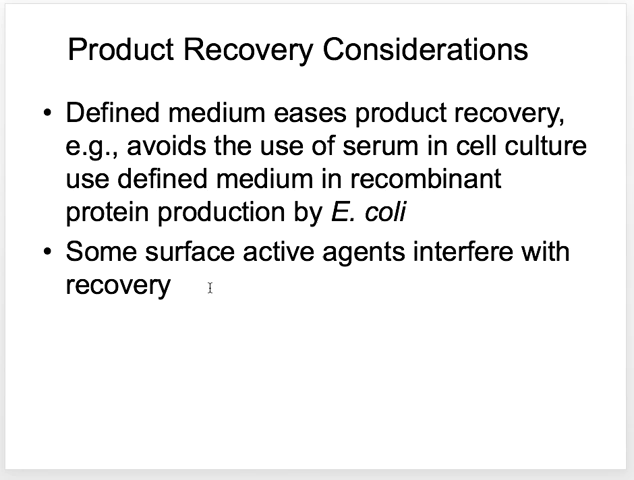 Product Recovery Considerations
• Defined medium eases product recovery,
e.g., avoids the use of serum in cell culture
use defined medium in recombinant
protein production by E. coli
• Some surface active agents interfere with
recovery